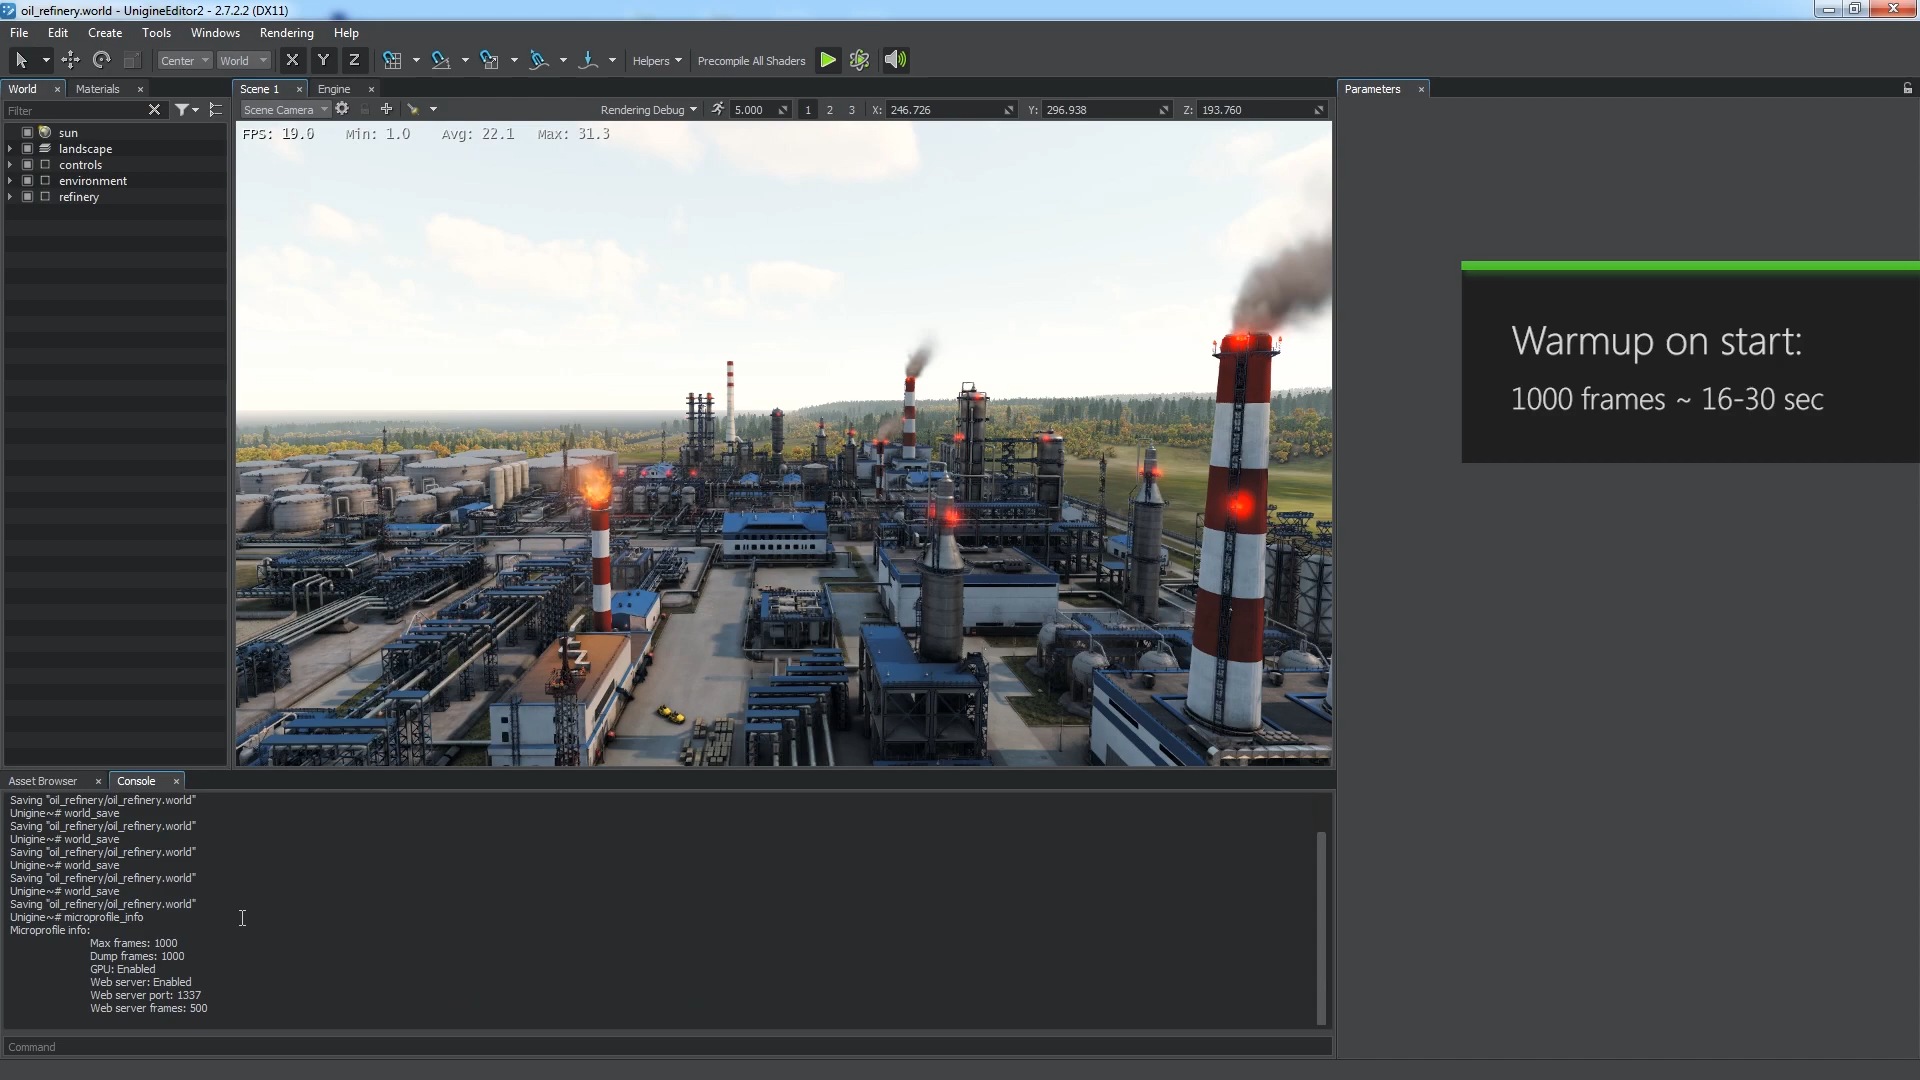 oil_refinery.world - UnigineEditor2 - 2.7.2.2 (DX11)
File Edit Create Tools Windows Rendering Help
Center World X Y Z Helpers Precompile All Shaders
World Materials Scene 1 Engine Parameters
Filter Scene Camera Rendering Debug 5.000 1 2 3 X: 246.726 Y: 296.938 Z: 193.760
FPS: 19.0 Min: 1.0 Avg: 22.1 Max: 31.3
sun
landscape
controls
environment
refinery
Warmup on start:
1000 frames ~ 16-30 sec
Asset Browser Console
Saving "oil_refinery/oil_refinery.world"
Unigine~# world_save
Saving "oil_refinery/oil_refinery.world"
Unigine~# world_save
Saving "oil_refinery/oil_refinery.world"
Unigine~# world_save
Saving "oil_refinery/oil_refinery.world"
Unigine~# world_save
Saving "oil_refinery/oil_refinery.world"
Unigine~# microprofile_info
Microprofile info:
Max frames: 1000
Dump frames: 1000
GPU: Enabled
Web server: Enabled
Web server port: 1337
Web server frames: 500
Command